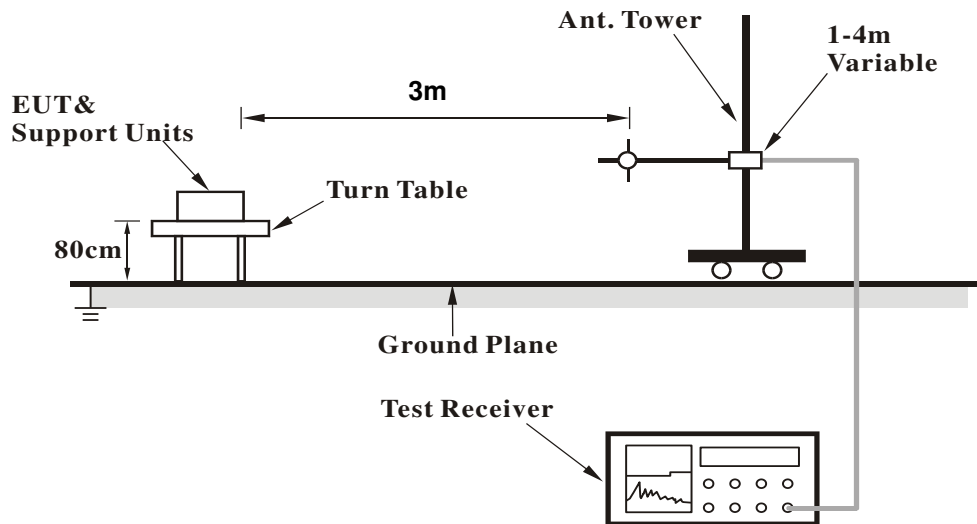 Ant. Tower
1-4m
Variable
3m
EUT&
Support Units
Turn Table
80cm
Ground Plane
Test Receiver